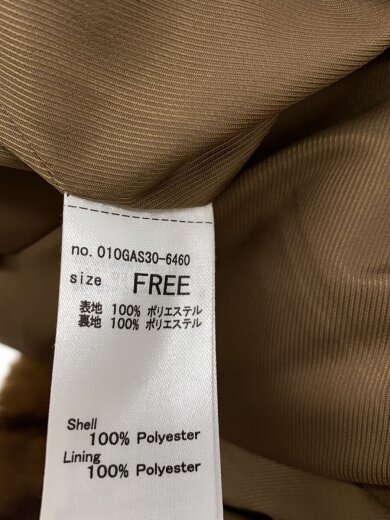 no. 010GAS30-6460
size FREE
表地 100% ポリエステル
裏地 100% ポリエステル
Shell
100% Polyester
Lining
100% Polyester